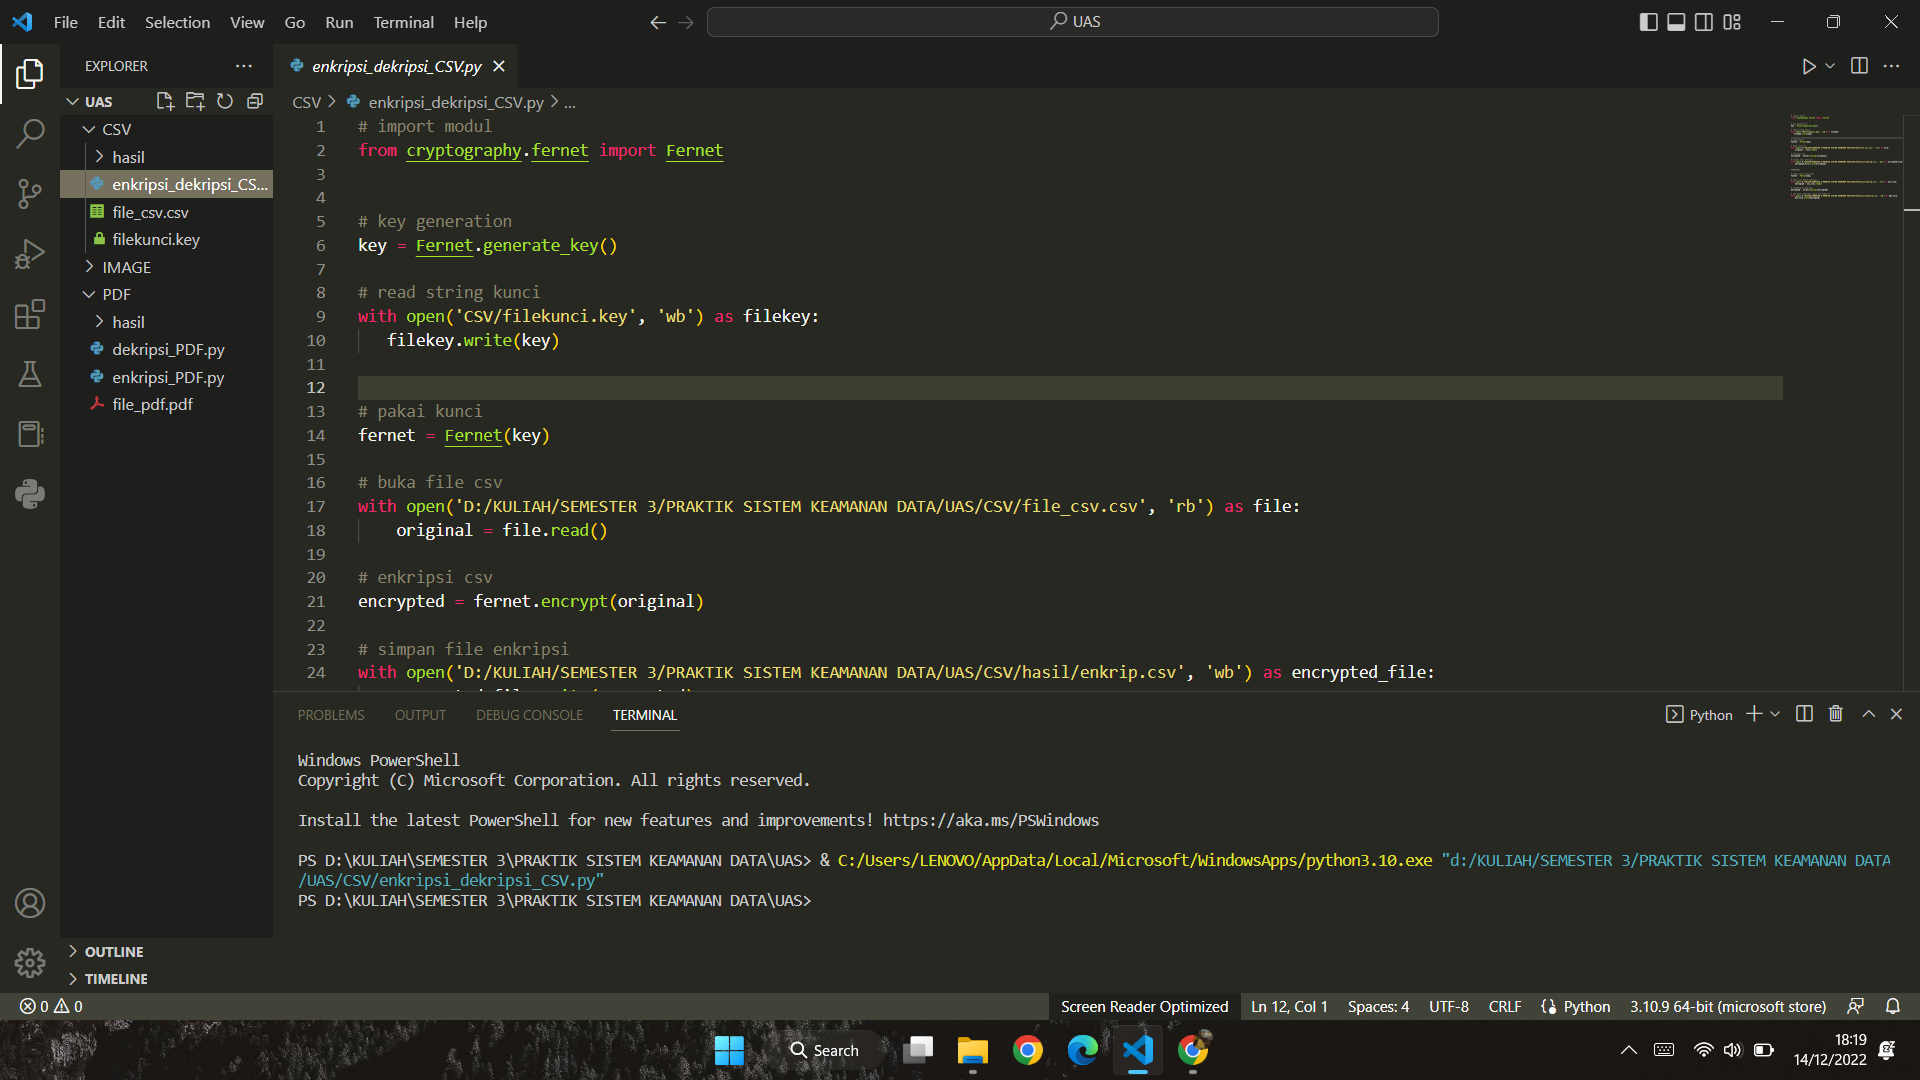 File Edit Selection View Go Run Terminal Help
UAS
EXPLORER
UAS
CSV
hasil
enkripsi_dekripsi_CS...
file_csv.csv
filekunci.key
IMAGE
PDF
hasil
dekripsi_PDF.py
enkripsi_PDF.py
file_pdf.pdf
OUTLINE
TIMELINE
enkripsi_dekripsi_CSV.py
CSV > enkripsi_dekripsi_CSV.py > ...
1 # import modul
2 from cryptography.fernet import Fernet
3
4
5 # key generation
6 key = Fernet.generate_key()
7
8 # read string kunci
9 with open('CSV/filekunci.key', 'wb') as filekey:
10 filekey.write(key)
11
12
13 # pakai kunci
14 fernet = Fernet(key)
15
16 # buka file csv
17 with open('D:/KULIAH/SEMESTER 3/PRAKTIK SISTEM KEAMANAN DATA/UAS/CSV/file_csv.csv', 'rb') as file:
18 original = file.read()
19
20 # enkripsi csv
21 encrypted = fernet.encrypt(original)
22
23 # simpan file enkripsi
24 with open('D:/KULIAH/SEMESTER 3/PRAKTIK SISTEM KEAMANAN DATA/UAS/CSV/hasil/enkrip.csv', 'wb') as encrypted_file:
PROBLEMS OUTPUT DEBUG CONSOLE TERMINAL
Python
Windows PowerShell
Copyright (C) Microsoft Corporation. All rights reserved.
Install the latest PowerShell for new features and improvements! https://aka.ms/PSWindows
PS D:\KULIAH\SEMESTER 3\PRAKTIK SISTEM KEAMANAN DATA\UAS> & C:/Users/LENOVO/AppData/Local/Microsoft/WindowsApps/python3.10.exe "d:/KULIAH/SEMESTER 3/PRAKTIK SISTEM KEAMANAN DATA
/UAS/CSV/enkripsi_dekripsi_CSV.py"
PS D:\KULIAH\SEMESTER 3\PRAKTIK SISTEM KEAMANAN DATA\UAS>
0 0
Screen Reader Optimized Ln 12, Col 1 Spaces: 4 UTF-8 CRLF Python 3.10.9 64-bit (microsoft store)
Search
18:19
14/12/2022